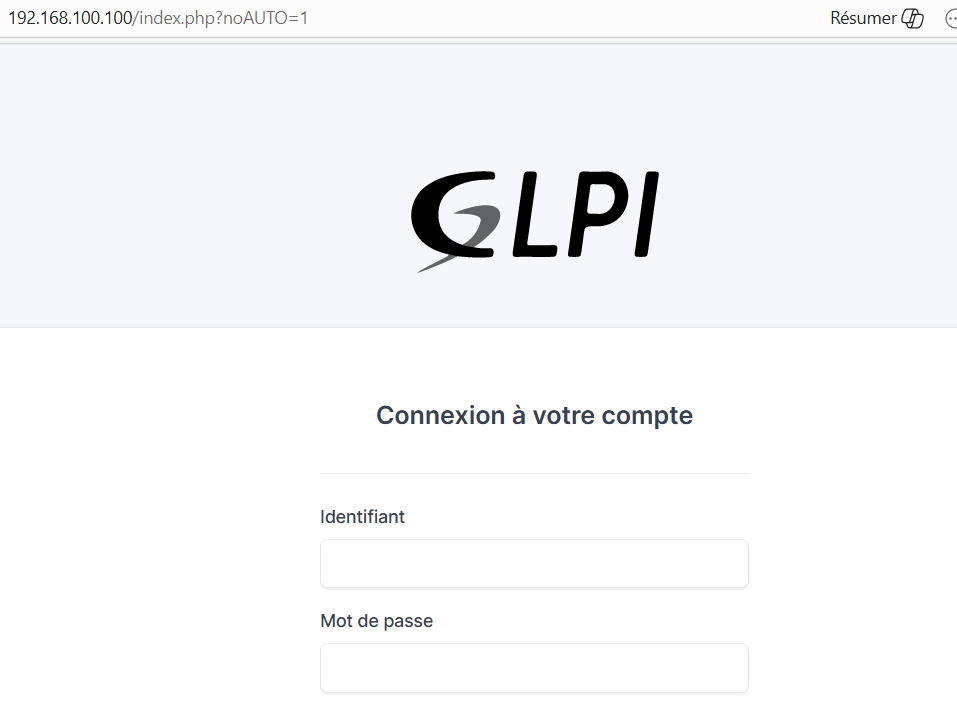 192.168.100.100/index.php?noAUTO=1 Résumer
GLPI
Connexion à votre compte
Identifiant
Mot de passe